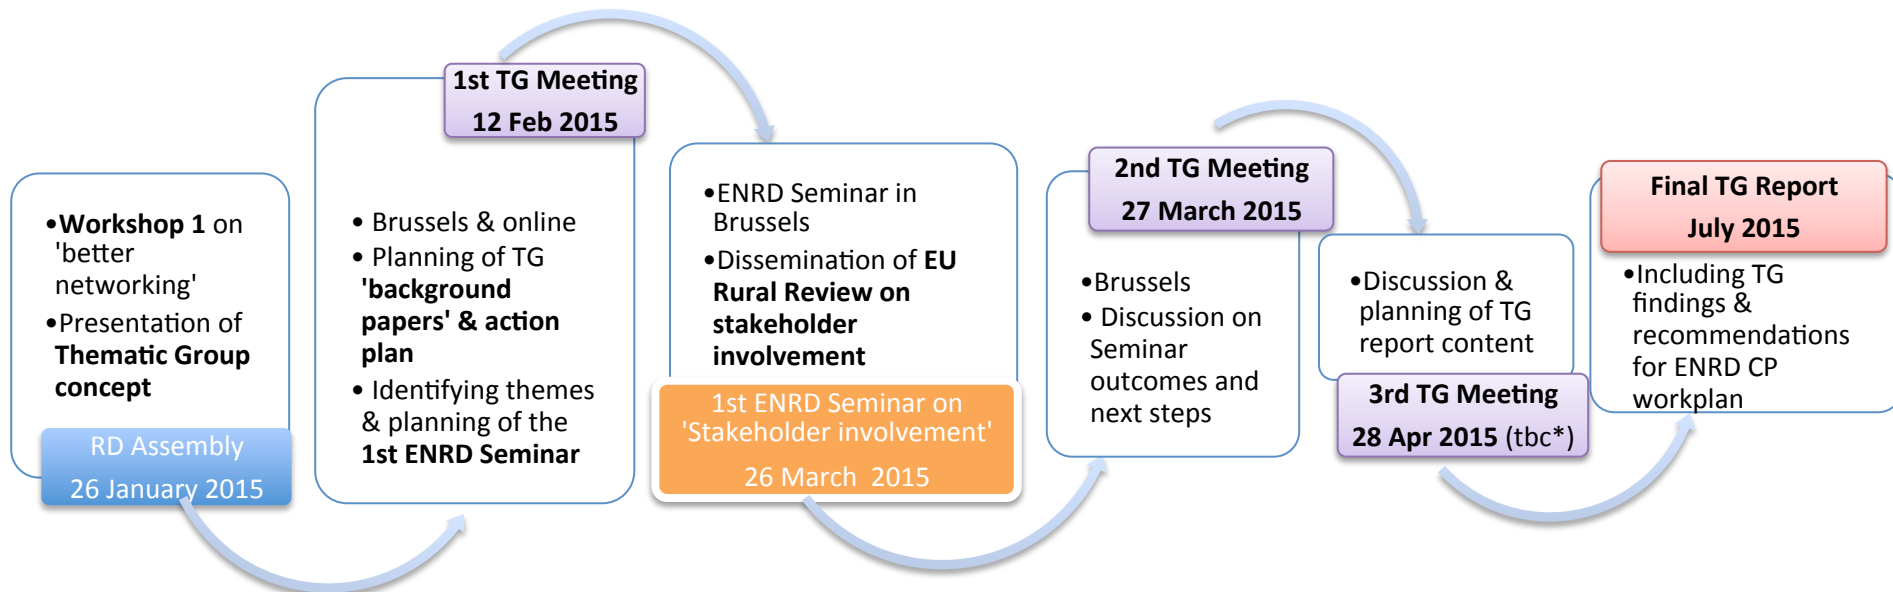 •Workshop 1 on
'better
networking'
•Presentation of
Thematic Group
concept
RD Assembly
26 January 2015
1st TG Meeting
12 Feb 2015
• Brussels & online
• Planning of TG
'background
papers' & action
plan
• Identifying themes
& planning of the
1st ENRD Seminar
•ENRD Seminar in
Brussels
•Dissemination of EU
Rural Review on
stakeholder
involvement
1st ENRD Seminar on
'Stakeholder involvement'
26 March 2015
2nd TG Meeting
27 March 2015
•Brussels
• Discussion on
Seminar
outcomes and
next steps
•Discussion &
planning of TG
report content
3rd TG Meeting
28 Apr 2015 (tbc*)
Final TG Report
July 2015
•Including TG
findings &
recommendations
for ENRD CP
workplan